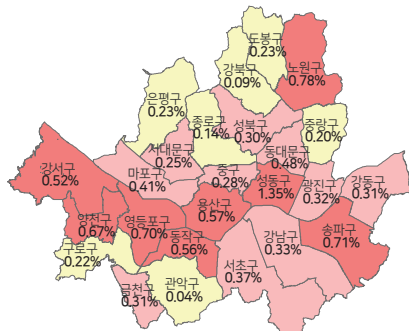 도봉구
0.23%
노원구
0.78%
강북구
0.09%
은평구
0.23%
종로구
0.14%
성북구
0.30%
중랑구
0.20%
서대문구
0.25%
동대문구
0.48%
강서구
0.52%
마포구
0.41%
중구
0.28%
성동구
1.35%
광진구
0.32%
강동구
0.31%
양천구
0.67%
영등포구
0.70%
용산구
0.57%
동작구
0.56%
강남구
0.33%
송파구
0.71%
구로구
0.22%
서초구
0.37%
금천구
0.31%
관악구
0.04%